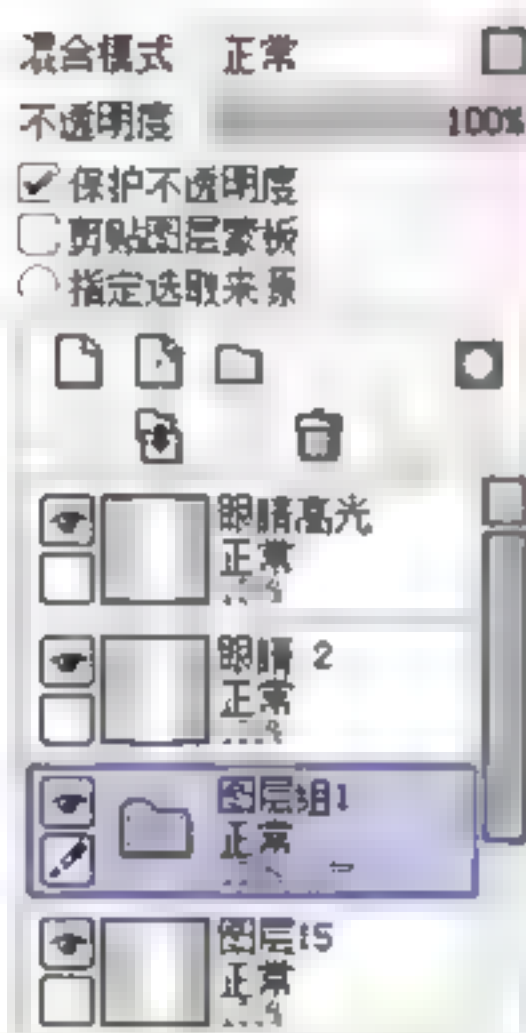 混合模式 正常
不透明度 100%
保护不透明度
剪贴图层蒙板
指定选取来源
眼睛高光
正常
眼睛 2
正常
图层组1
正常
图层15
正常